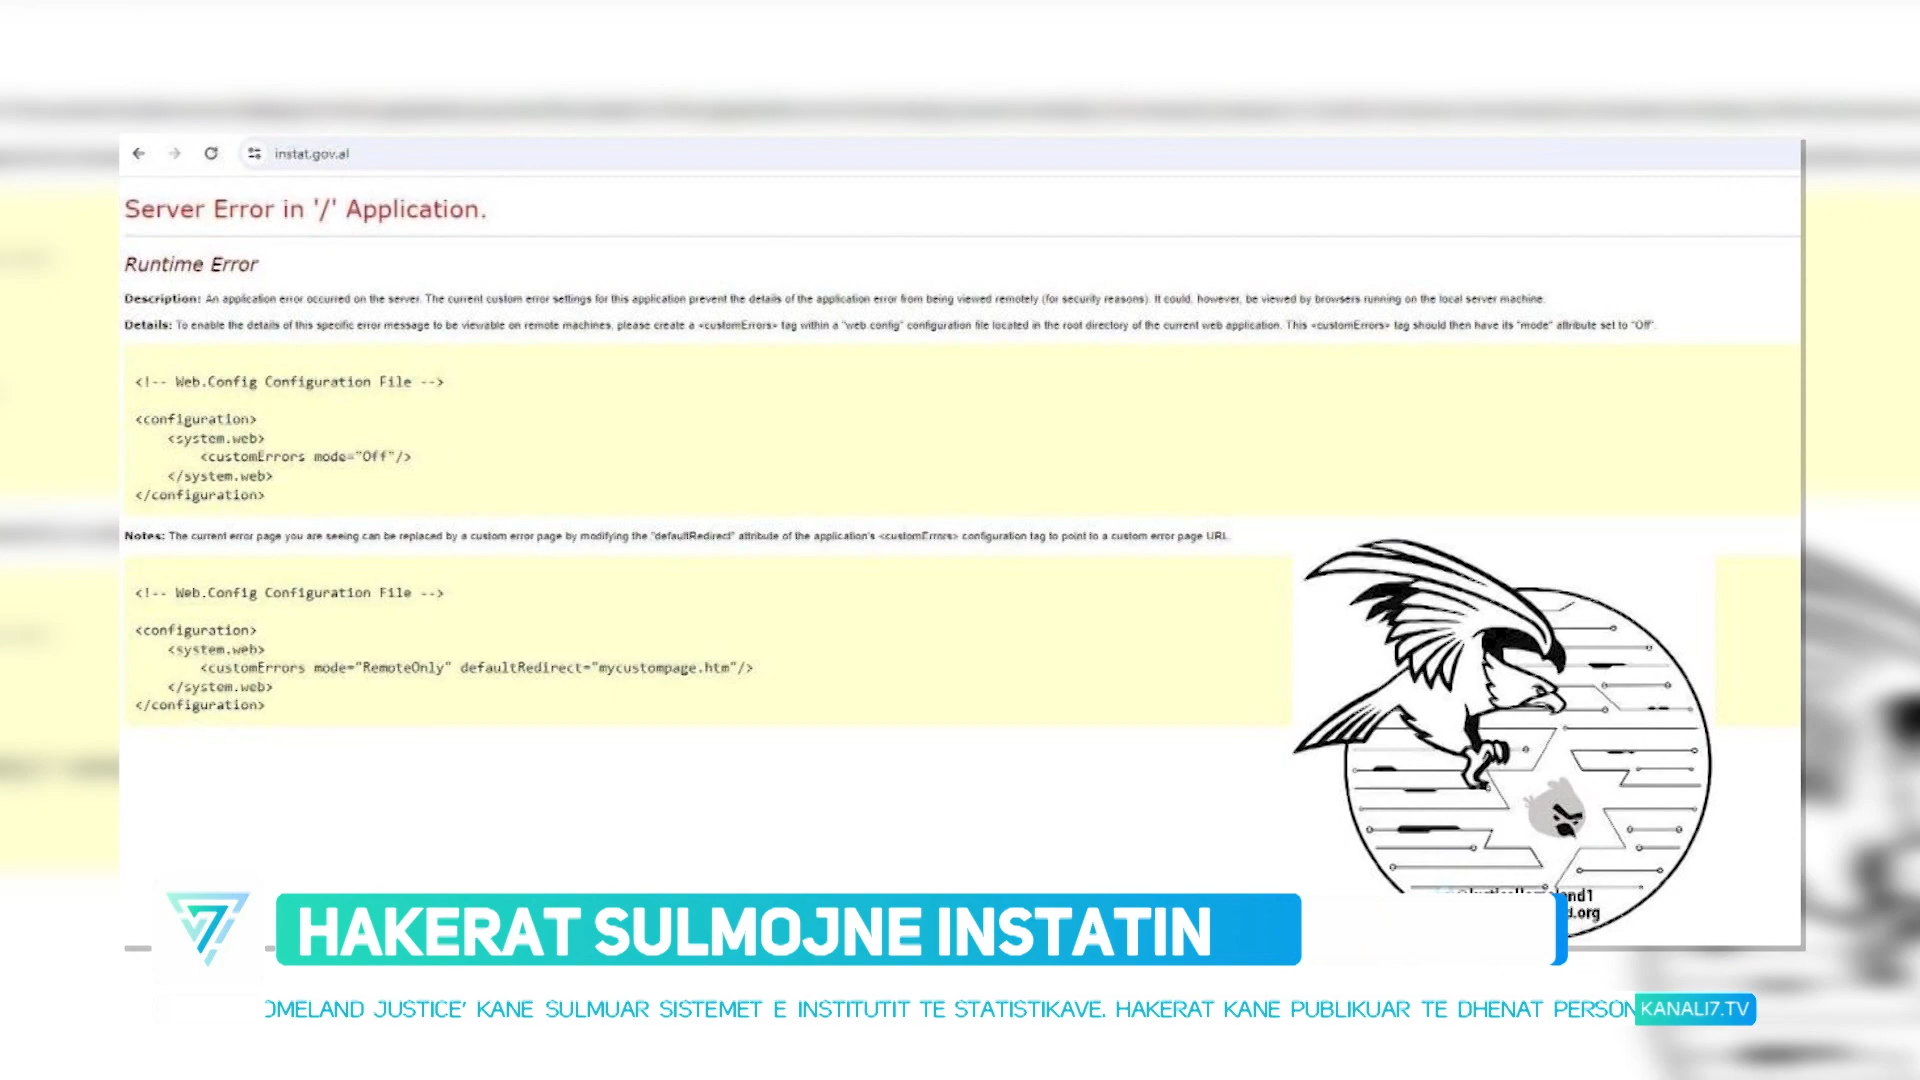 instat.gov.al
Server Error in '/' Application.
Runtime Error
Description: An application error occurred on the server. The current custom error settings for this application prevent the details of the application error from being viewed remotely (for security reasons). It could, however, be viewed by browsers running on the local server machine.
Details: To enable the details of this specific error message to be viewable on remote machines, please create a <customErrors> tag within a "web.config" configuration file located in the root directory of the current web application. This <customErrors> tag should then have its "mode" attribute set to "Off".
<!-- Web.Config Configuration File -->
<configuration>
<system.web>
<customErrors mode="Off"/>
</system.web>
</configuration>
Notes: The current error page you are seeing can be replaced by a custom error page by modifying the "defaultRedirect" attribute of the application's <customErrors> configuration tag to point to a custom error page URL.
<!-- Web.Config Configuration File -->
<configuration>
<system.web>
<customErrors mode="RemoteOnly" defaultRedirect="mycustompage.htm"/>
</system.web>
</configuration>
nd1
.org
HAKERAT SULMOJNE INSTATIN
OMELAND JUSTICE' KANE SULMUAR SISTEMET E INSTITUTIT TE STATISTIKAVE. HAKERAT KANE PUBLIKUAR TE DHENAT PERSON
KANALI7.TV